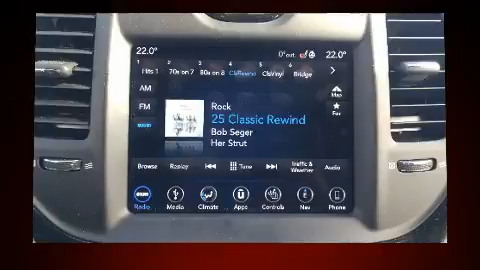 22.0° 0°out. 22.0°
1 2 3 4 5 6
Hits 1 70s on 7 80s on 8 ClsRewnd ClsVinyl Bridge
AM
Map
FM
Fav
Rock
25 Classic Rewind
Bob Seger
Her Strut
Browse Replay Tune Traffic & Weather Audio
Radio Media Climate Apps Controls Nav Phone